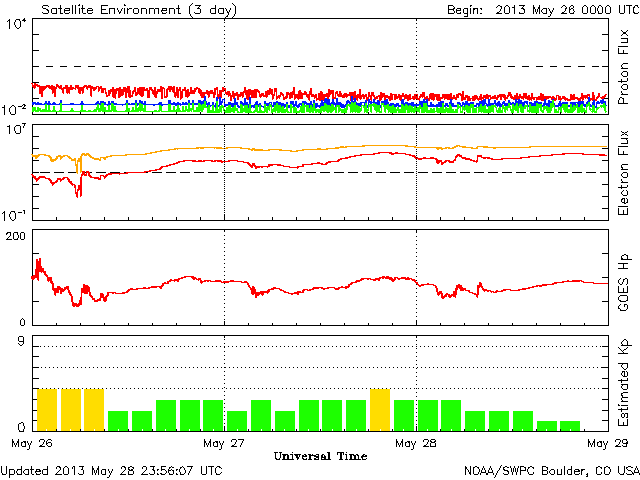 Satellite Environment (3 day)
Begin: 2013 May 26 0000 UTC
10⁴
10⁻²
Proton Flux
10⁷
10⁻¹
Electron Flux
200
0
GOES Hp
9
0
Estimated Kp
May 26
May 27
May 28
May 29
Universal Time
Updated 2013 May 28 23:56:07 UTC
NOAA/SWPC Boulder, CO USA